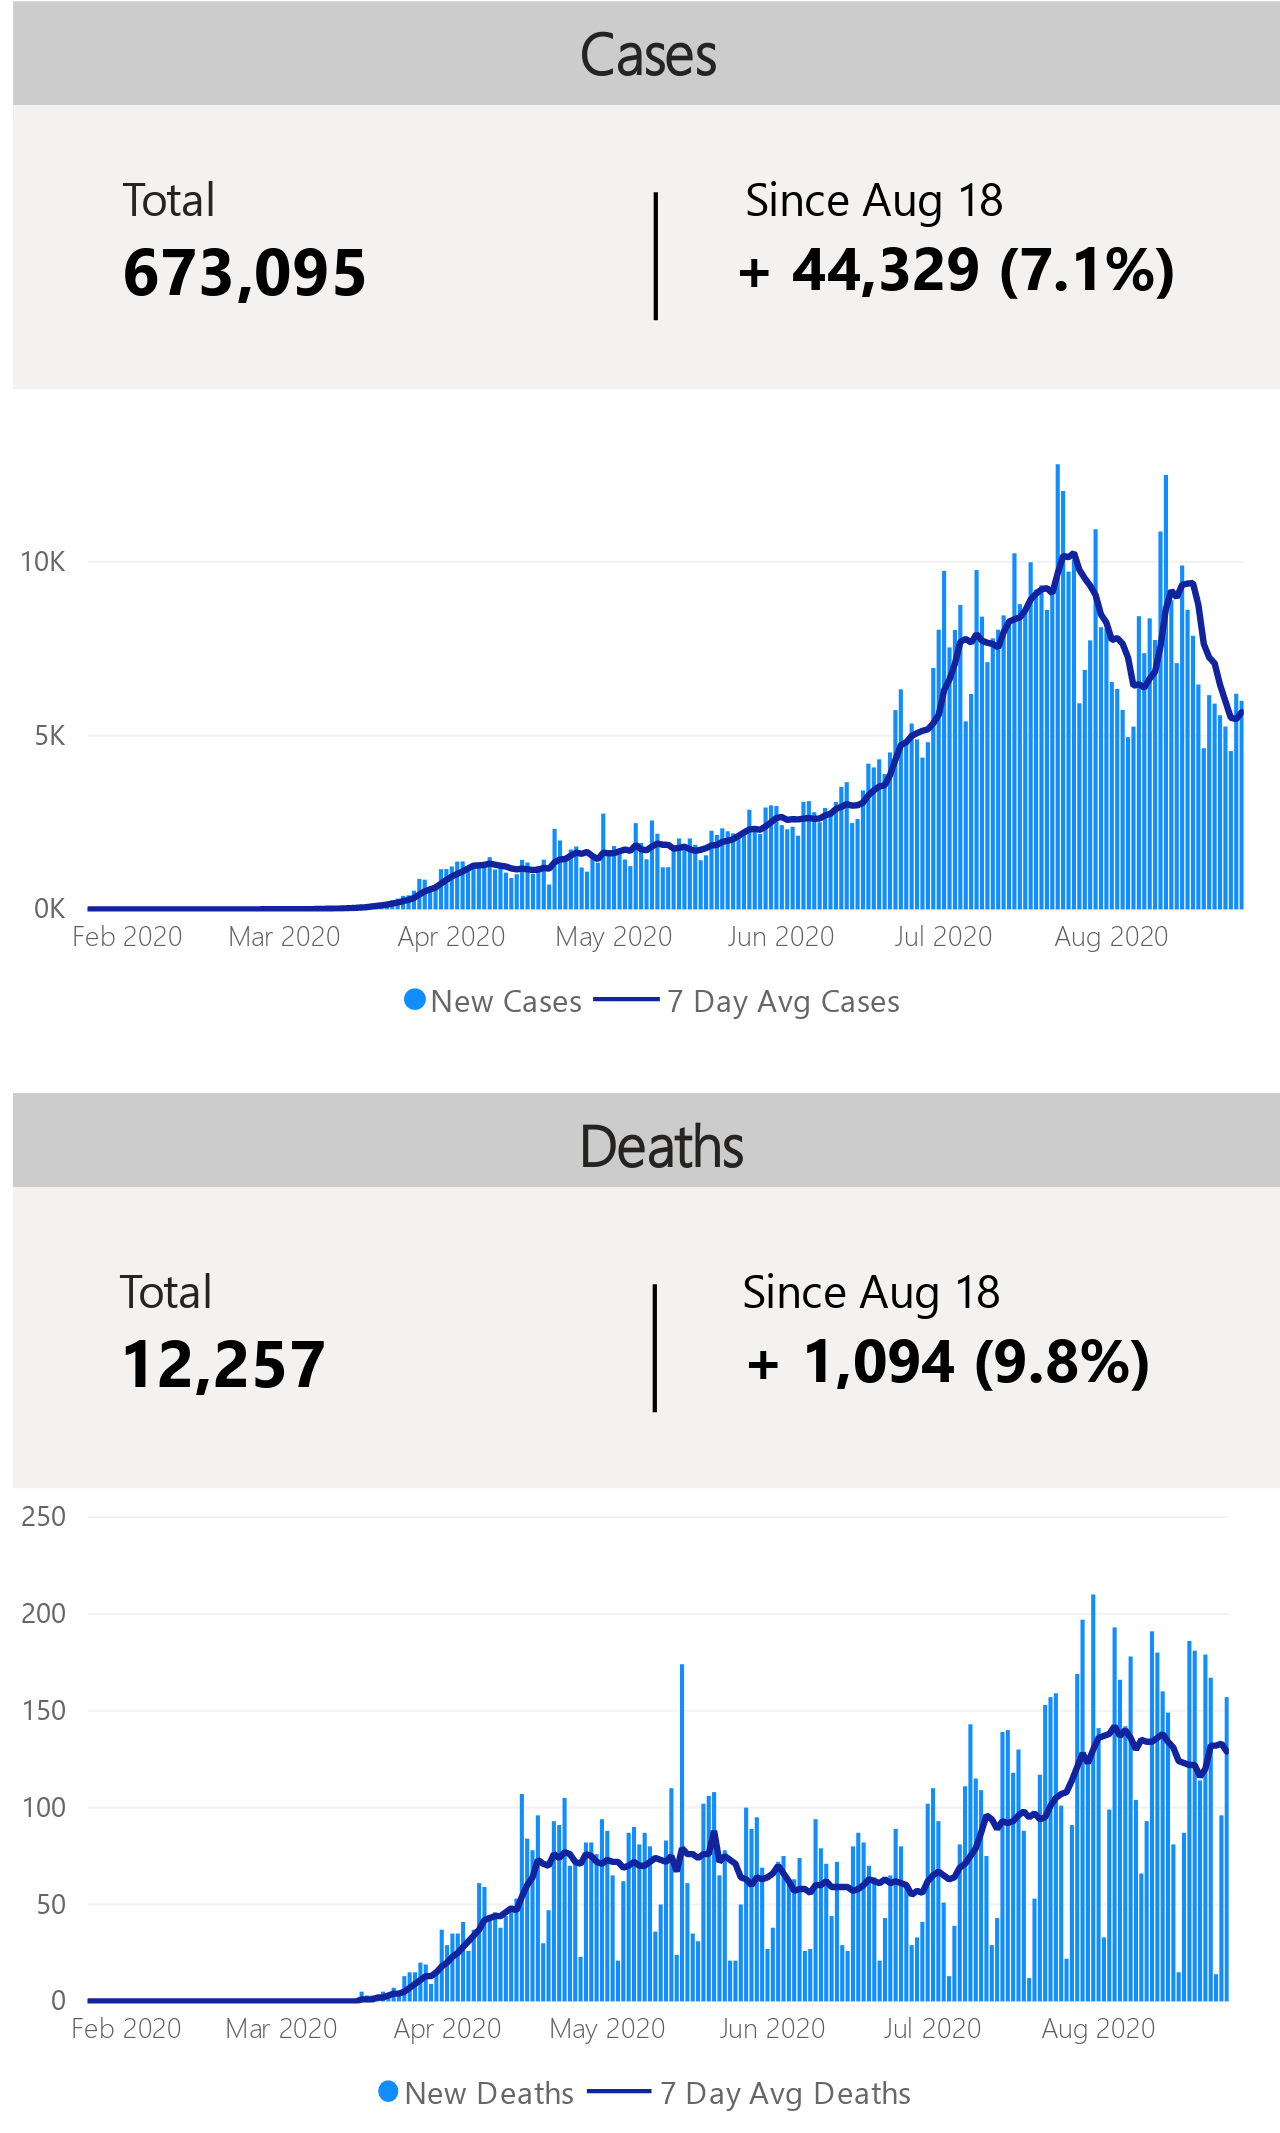 Cases
Total
Since Aug 18
673,095
+ 44,329 (7.1%)
10K
5K
0K
Feb 2020 Mar 2020 Apr 2020 May 2020 Jun 2020 Jul 2020 Aug 2020
New Cases 7 Day Avg Cases
Deaths
Total
Since Aug 18
12,257
+ 1,094 (9.8%)
250
200
150
100
50
0
Feb 2020 Mar 2020 Apr 2020 May 2020 Jun 2020 Jul 2020 Aug 2020
New Deaths 7 Day Avg Deaths